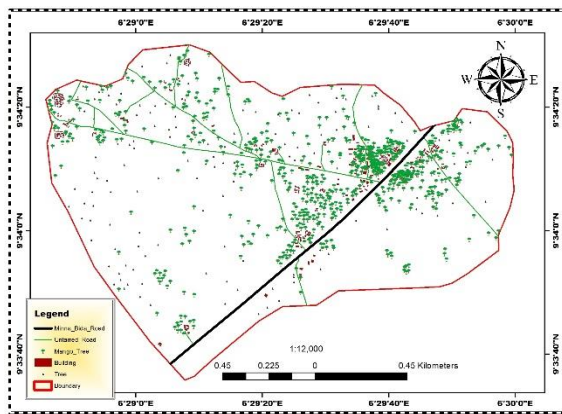 6°29'0"E 6°29'20"E 6°29'40"E 6°30'0"E
N
W E
S
9°34'20"N 9°34'20"N
9°34'0"N 9°34'0"N
9°33'40"N 9°33'40"N
Legend
Minna_Bida_Road
Untarred_Road
Mango_Tree
Building
Tree
Boundary
1:12,000
0.45 0.225 0 0.45 Kilometers
6°29'0"E 6°29'20"E 6°29'40"E 6°30'0"E